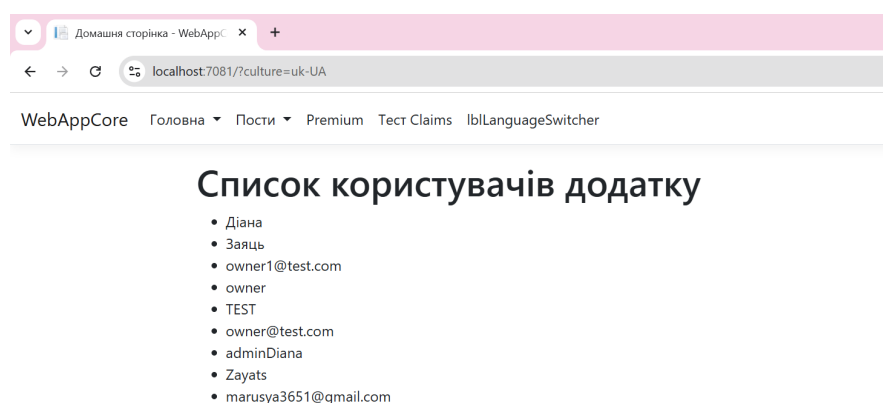 Домашня сторінка - WebAppC
localhost:7081/?culture=uk-UA
WebAppCore Головна Пости Premium Тест Claims lblLanguageSwitcher
Список користувачів додатку
Діана
Заяць
owner1@test.com
owner
TEST
owner@test.com
adminDiana
Zayats
marusya3651@gmail.com